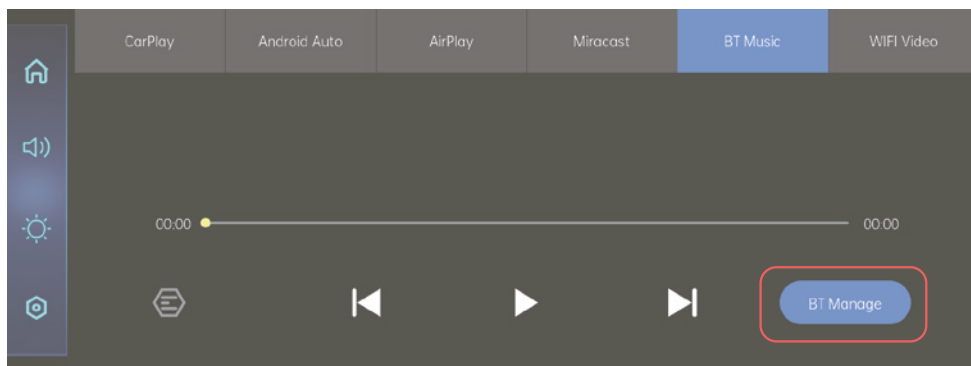 CarPlay
Android Auto
AirPlay
Miracast
BT Music
WIFI Video
00:00
00:00
BT Manage